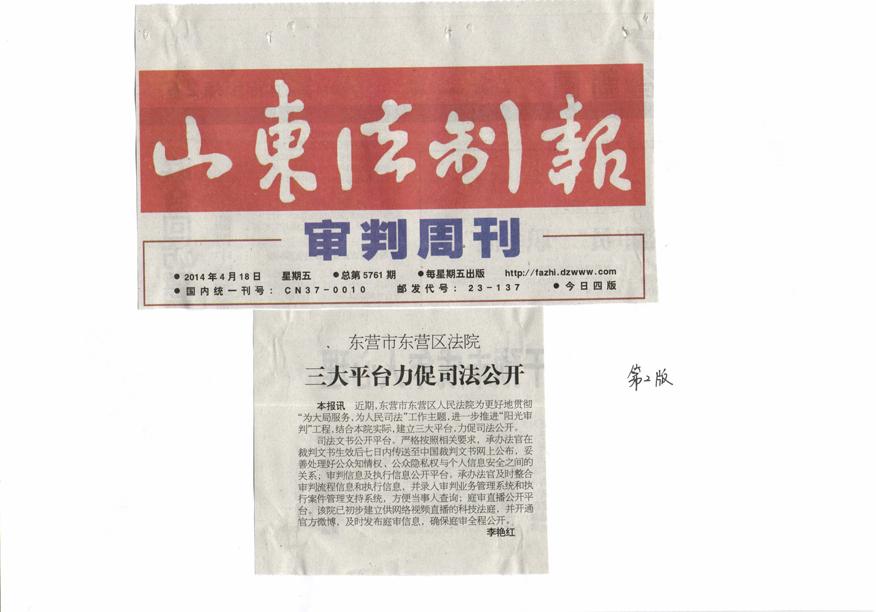 山東法制報
审判周刊
●2014年4月18日 星期五 ●总第5761期 ●每星期五出版 http://fazhi.dzwww.com
●国内统一刊号：CN37-0010 邮发代号：23-137 ●今日四版
东营市东营区法院
三大平台力促司法公开
第2版
本报讯 近期，东营市东营区人民法院为更好地贯彻
“为大局服务，为人民司法”工作主题，进一步推进“阳光审
判”工程，结合本院实际，建立三大平台，力促司法公开。
司法文书公开平台。严格按照相关要求，承办法官在
裁判文书生效后七日内传送至中国裁判文书网上公布，妥
善处理好公众知情权、公众隐私权与个人信息安全之间的
关系；审判信息及执行信息公开平台。承办法官及时整合
审判流程信息和执行信息，并录入审判业务管理系统和执
行案件管理支持系统，方便当事人查询；庭审直播公开平
台。该院已初步建立供网络视频直播的科技法庭，并开通
官方微博，及时发布庭审信息，确保庭审全程公开。
李艳红